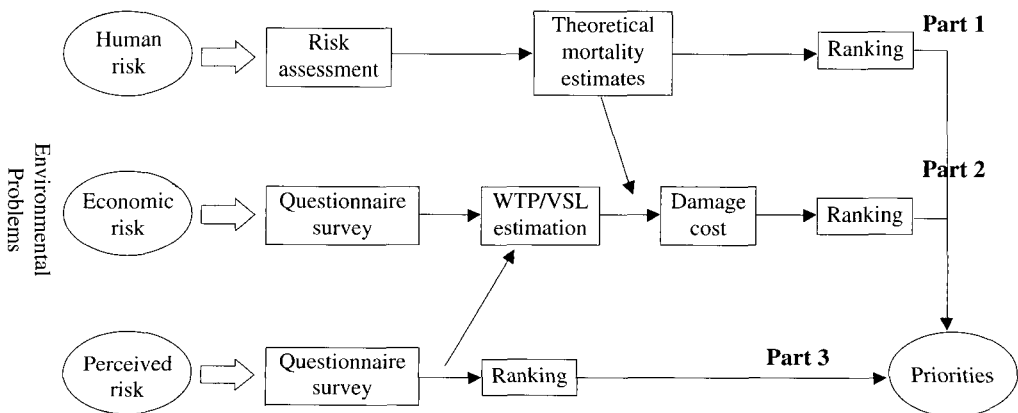 Human
risk
Risk
assessment
Theoretical
mortality
estimates
Ranking
Part 1
Environmental
Problems
Economic
risk
Questionnaire
survey
WTP/VSL
estimation
Damage
cost
Ranking
Part 2
Perceived
risk
Questionnaire
survey
Ranking
Part 3
Priorities